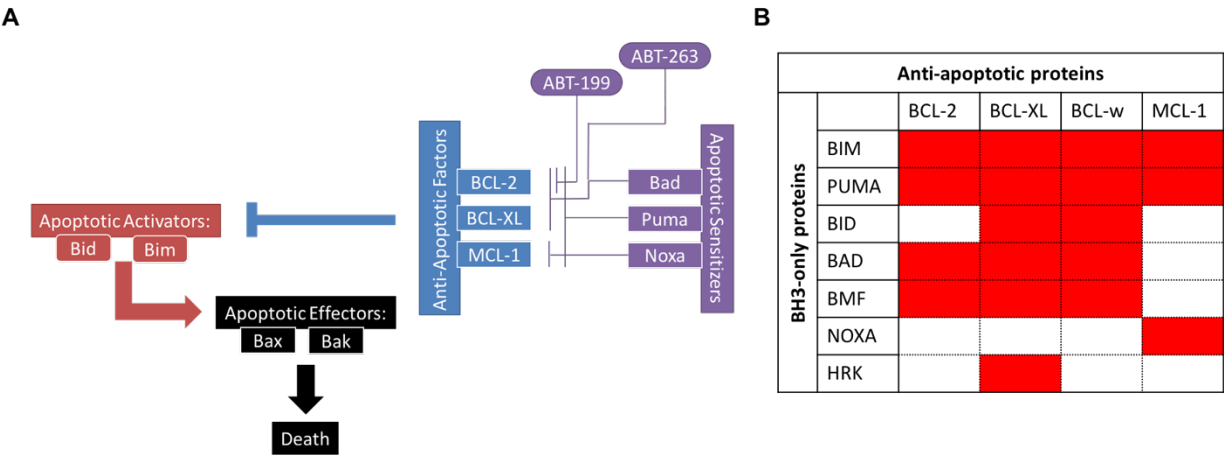 A
ABT-263
ABT-199
Anti-Apoptotic Factors
BCL-2
BCL-XL
MCL-1
Bad
Puma
Noxa
Apoptotic Sensitizers
Apoptotic Activators:
Bid Bim
Apoptotic Effectors:
Bax Bak
Death
B
Anti-apoptotic proteins
BCL-2 BCL-XL BCL-w MCL-1
BH3-only proteins
BIM
PUMA
BID
BAD
BMF
NOXA
HRK